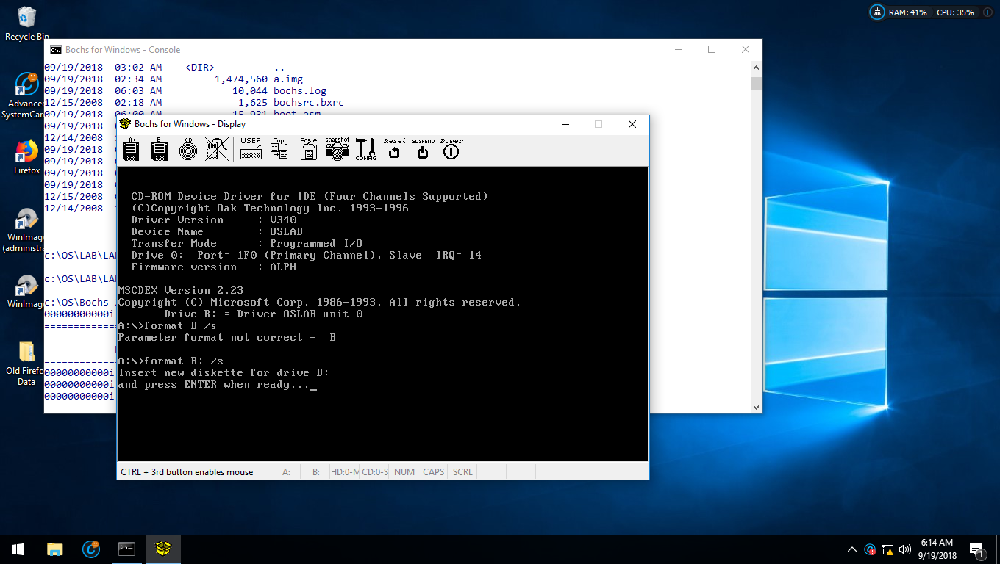 Recycle Bin
Advanced
SystemCar
Firefox
WinImage
(administra
WinImage
Old Firefo
Data
RAM: 41% CPU: 35%
Bochs for Windows - Console
09/19/2018 03:02 AM <DIR> ..
09/19/2018 02:34 AM 1,474,560 a.img
09/19/2018 06:03 AM 10,044 bochs.log
12/15/2008 02:18 AM 1,625 bochsrc.bxrc
09/19/2018 06:00 AM 15,931 boot.asm
09/19/2018
12/14/2008
09/19/2018
09/19/2018
09/19/2018
09/19/2018
12/15/2008
12/14/2008
c:\OS\LAB\LA
c:\OS\LAB\LA
c:\OS\Bochs-
00000000000i
============
============
00000000000i
00000000000i
00000000000i
Bochs for Windows - Display
A: B: CD USER Copy Paste snapshot CONFIG Reset SUSPEND Power
CD-ROM Device Driver for IDE (Four Channels Supported)
(C)Copyright Oak Technology Inc. 1993-1996
Driver Version : V340
Device Name : OSLAB
Transfer Mode : Programmed I/O
Drive 0: Port= 1F0 (Primary Channel), Slave IRQ= 14
Firmware version : ALPH
MSCDEX Version 2.23
Copyright (C) Microsoft Corp. 1986-1993. All rights reserved.
Drive R: = Driver OSLAB unit 0
A:\>format B /s
Parameter format not correct - B
A:\>format B: /s
Insert new diskette for drive B:
and press ENTER when ready..._
CTRL + 3rd button enables mouse A: B: HD:0-M CD:0-S NUM CAPS SCRL
6:14 AM
9/19/2018
1